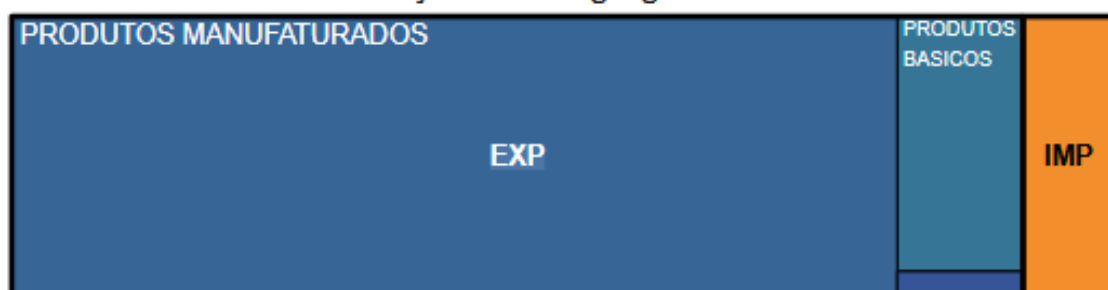 PRODUTOS MANUFATURADOS
PRODUTOS
BASICOS
EXP
IMP